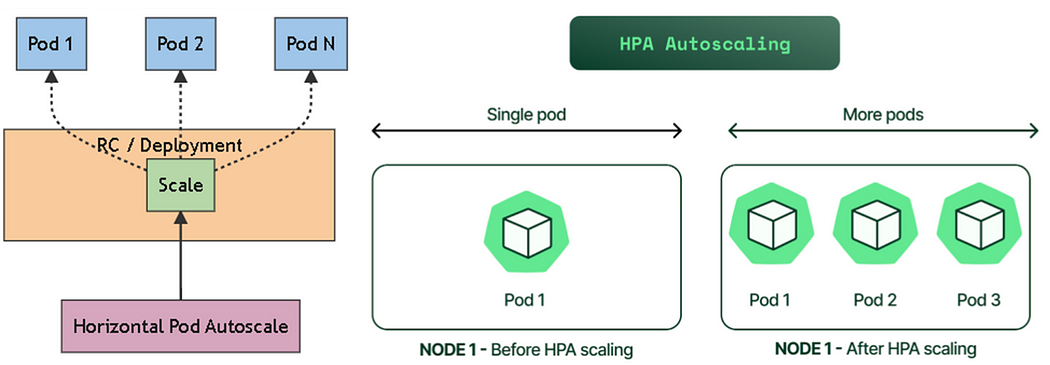 Pod 1
Pod 2
Pod N
RC / Deployment
Scale
Horizontal Pod Autoscale
HPA Autoscaling
Single pod
Pod 1
NODE 1 - Before HPA scaling
More pods
Pod 1
Pod 2
Pod 3
NODE 1 - After HPA scaling